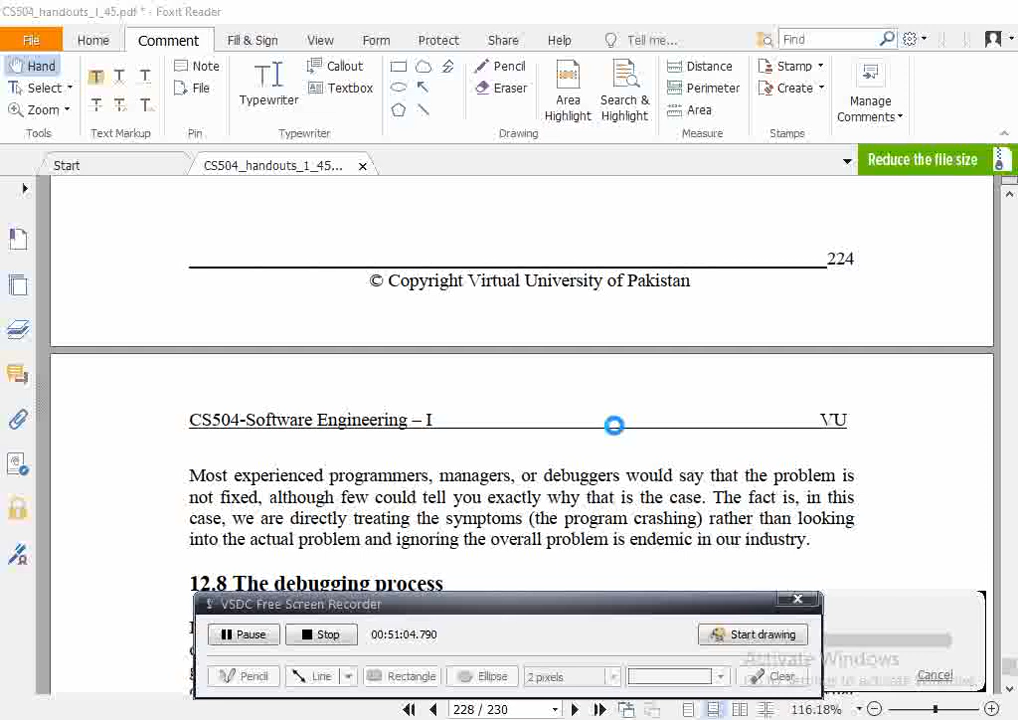 CS504_handouts_1_45.pdf * - Foxit Reader
File Home Comment Fill & Sign View Form Protect Share Help Tell me... Find
Hand Note Callout Pencil Distance Stamp
Select File Typewriter Textbox Eraser Area Highlight Search & Highlight Perimeter Create Manage Comments
Zoom Area
Tools Text Markup Pin Typewriter Drawing Measure Stamps
Start CS504_handouts_1_45... Reduce the file size
224
© Copyright Virtual University of Pakistan
CS504-Software Engineering – I VU
Most experienced programmers, managers, or debuggers would say that the problem is
not fixed, although few could tell you exactly why that is the case. The fact is, in this
case, we are directly treating the symptoms (the program crashing) rather than looking
into the actual problem and ignoring the overall problem is endemic in our industry.
12.8 The debugging process
VSDC Free Screen Recorder
Pause Stop 00:51:04.790 Start drawing
Activate Windows
Pencil Line Rectangle Ellipse 2 pixels Clear Cancel
228 / 230 116.18%